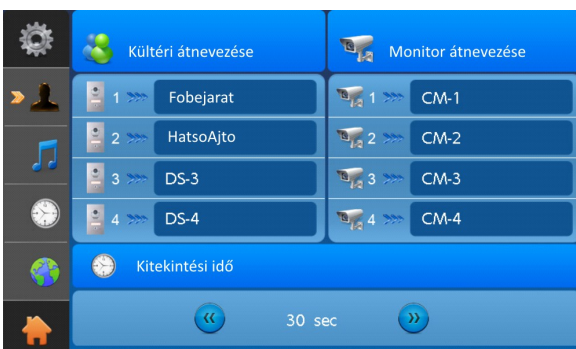 Kültéri átnevezése
Monitor átnevezése
1 Fobejarat
1 CM-1
2 HatsoAjto
2 CM-2
3 DS-3
3 CM-3
4 DS-4
4 CM-4
Kitekintési idő
30 sec